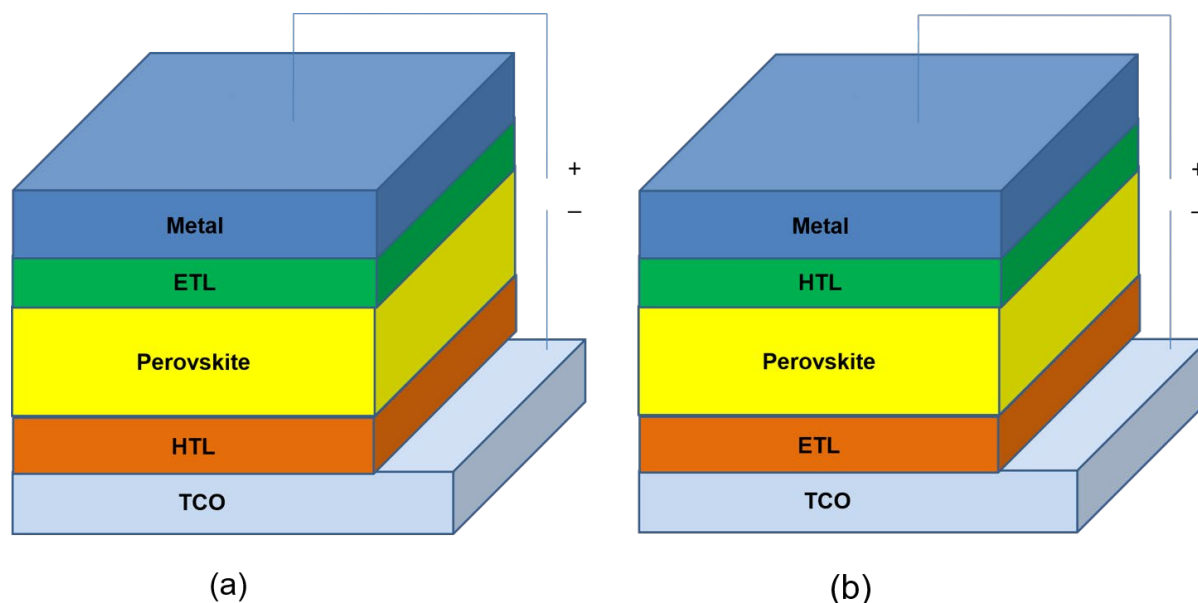 +
–
Metal
ETL
Perovskite
HTL
TCO
(a)
+
–
Metal
HTL
Perovskite
ETL
TCO
(b)